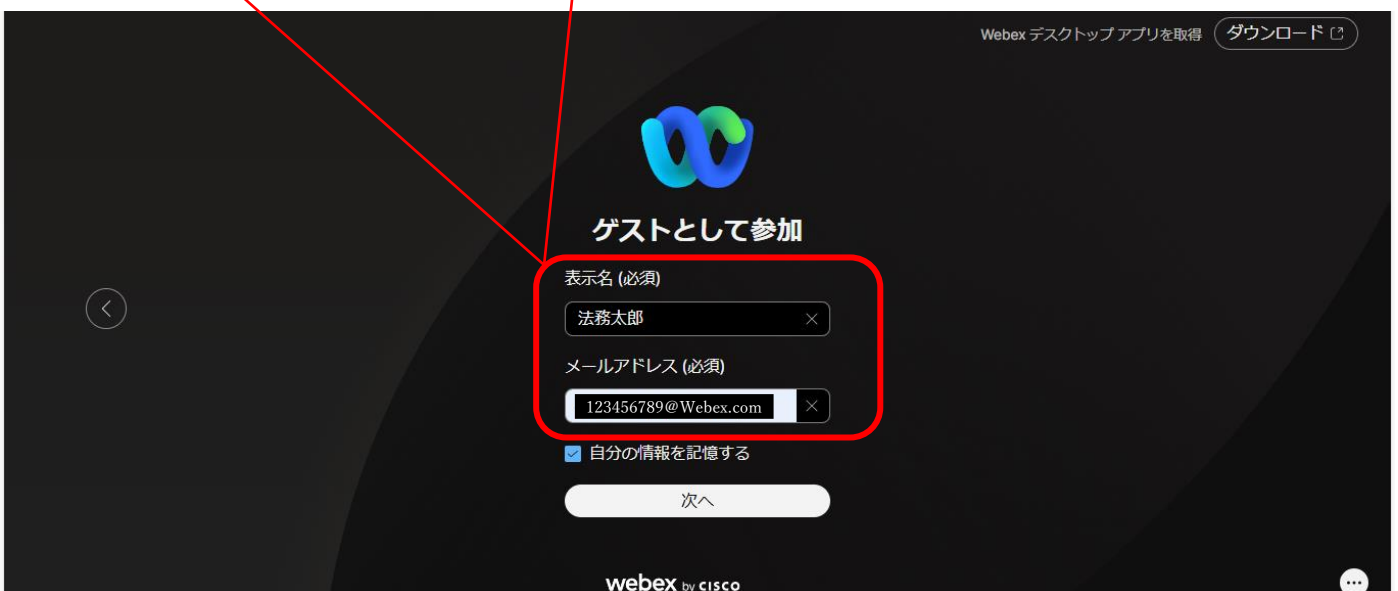 Webex デスクトップ アプリを取得 ダウンロード
ゲストとして参加
表示名 (必須)
法務太郎
メールアドレス (必須)
123456789@Webex.com
自分の情報を記憶する
次へ
webex by CISCO